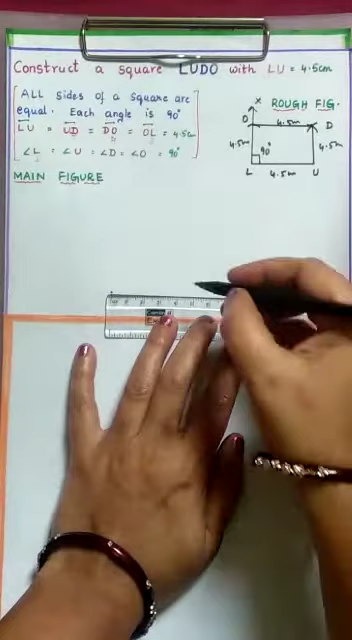 Construct a square LUDO with LU = 4.5cm
ALL sides of a square are
equal. Each angle is 90°
LU = UD = DO = OL = 4.5cm
∠L = ∠U = ∠D = ∠O = 90°
ROUGH FIG.
X
O 4.5cm D
4.5cm 4.5cm
90°
L 4.5cm U
MAIN FIGURE